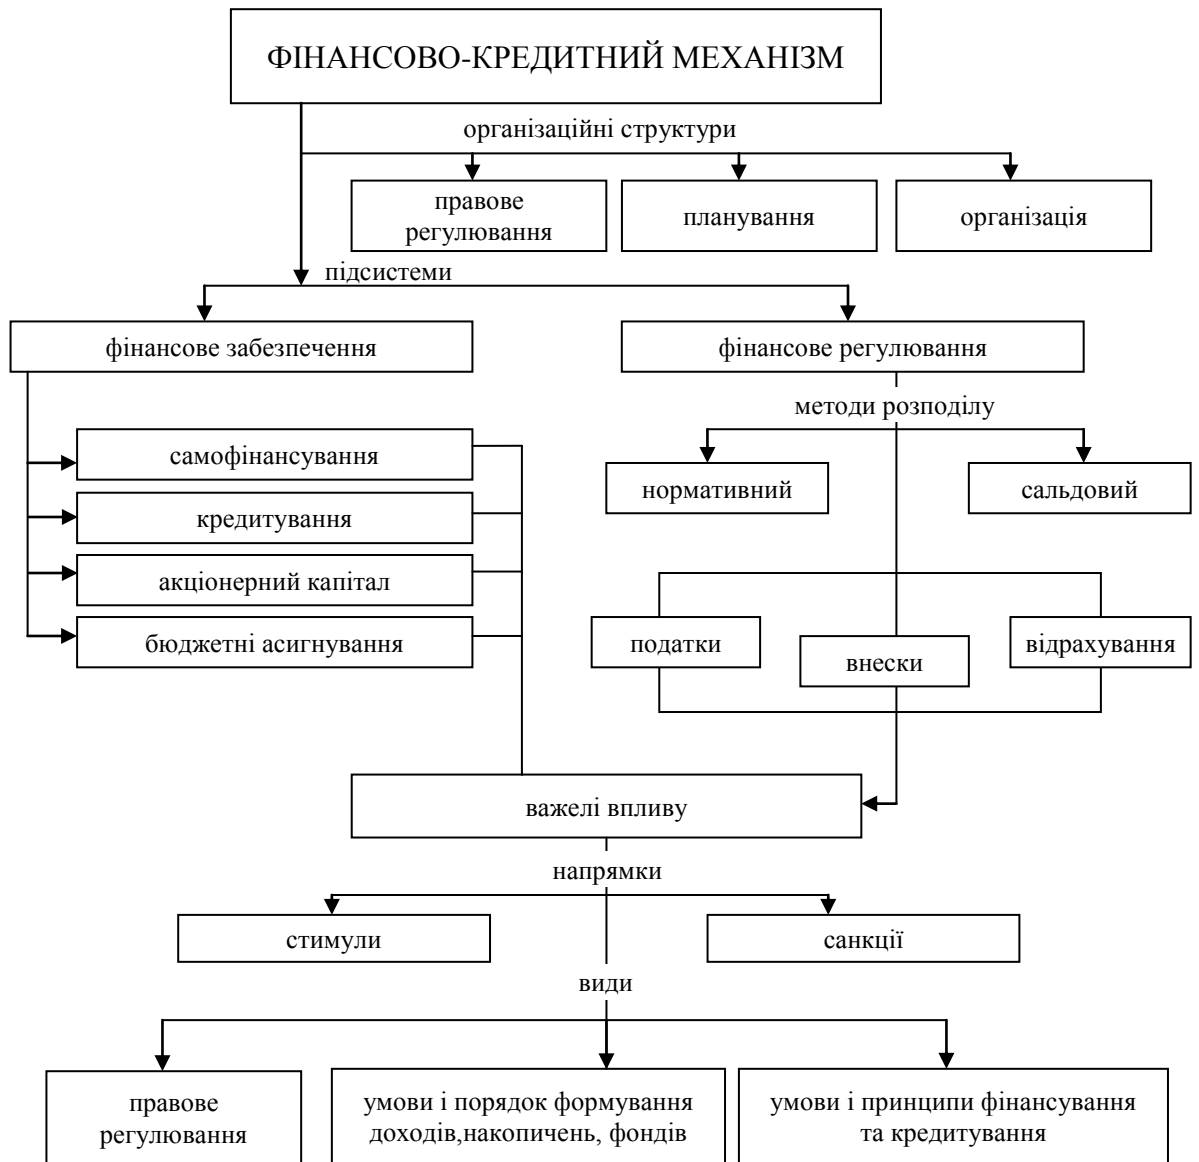 ФІНАНСОВО-КРЕДИТНИЙ МЕХАНІЗМ
організаційні структури
правове
регулювання
планування
організація
підсистеми
фінансове забезпечення
фінансове регулювання
методи розподілу
самофінансування
кредитування
акціонерний капітал
бюджетні асигнування
нормативний
сальдовий
податки
внески
відрахування
важелі впливу
напрямки
стимули
санкції
види
правове
регулювання
умови і порядок формування
доходів,накопичень, фондів
умови і принципи фінансування
та кредитування